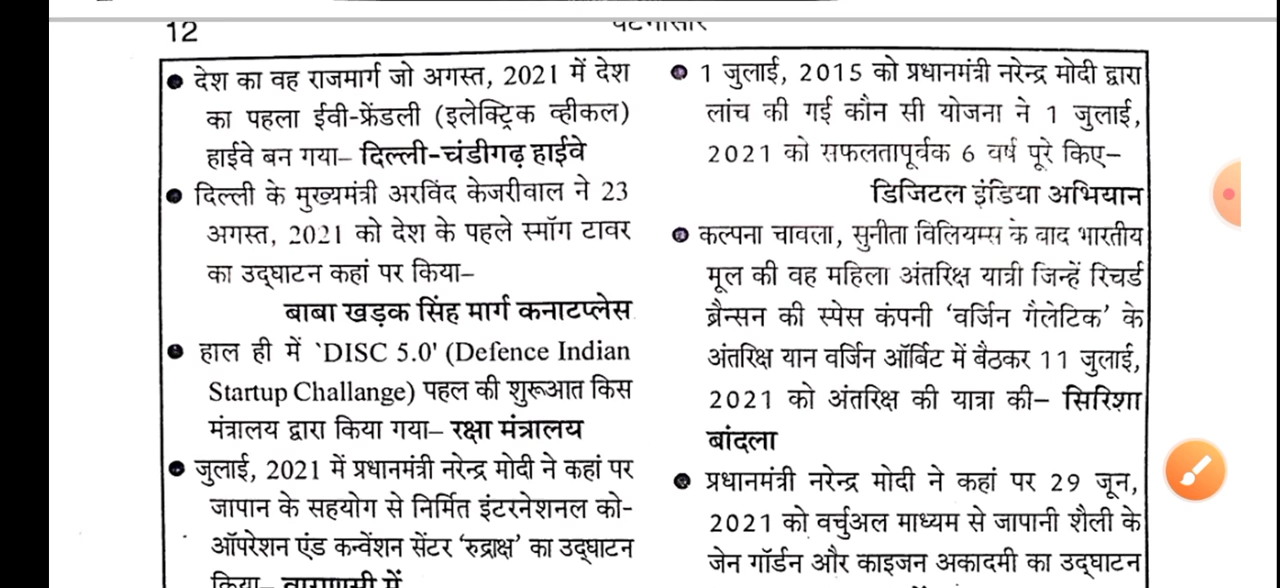 12
घटनासार
● देश का वह राजमार्ग जो अगस्त, 2021 में देश
का पहला ईवी-फ्रेंडली (इलेक्ट्रिक व्हीकल)
हाईवे बन गया– दिल्ली-चंडीगढ़ हाईवे
● दिल्ली के मुख्यमंत्री अरविंद केजरीवाल ने 23
अगस्त, 2021 को देश के पहले स्मॉग टावर
का उद्घाटन कहां पर किया–
बाबा खड़क सिंह मार्ग कनाटप्लेस
● हाल ही में `DISC 5.0' (Defence Indian
Startup Challange) पहल की शुरूआत किस
मंत्रालय द्वारा किया गया– रक्षा मंत्रालय
● जुलाई, 2021 में प्रधानमंत्री नरेन्द्र मोदी ने कहां पर
जापान के सहयोग से निर्मित इंटरनेशनल को-
ऑपरेशन एंड कन्वेंशन सेंटर ‘रुद्राक्ष’ का उद्घाटन
किया– वाराणसी में
● 1 जुलाई, 2015 को प्रधानमंत्री नरेन्द्र मोदी द्वारा
लांच की गई कौन सी योजना ने 1 जुलाई,
2021 को सफलतापूर्वक 6 वर्ष पूरे किए–
डिजिटल इंडिया अभियान
● कल्पना चावला, सुनीता विलियम्स के बाद भारतीय
मूल की वह महिला अंतरिक्ष यात्री जिन्हें रिचर्ड
ब्रैन्सन की स्पेस कंपनी ‘वर्जिन गैलेटिक’ के
अंतरिक्ष यान वर्जिन ऑर्बिट में बैठकर 11 जुलाई,
2021 को अंतरिक्ष की यात्रा की– सिरिशा
बांदला
● प्रधानमंत्री नरेन्द्र मोदी ने कहां पर 29 जून,
2021 को वर्चुअल माध्यम से जापानी शैली के
जेन गॉर्डन और काइजन अकादमी का उद्घाटन